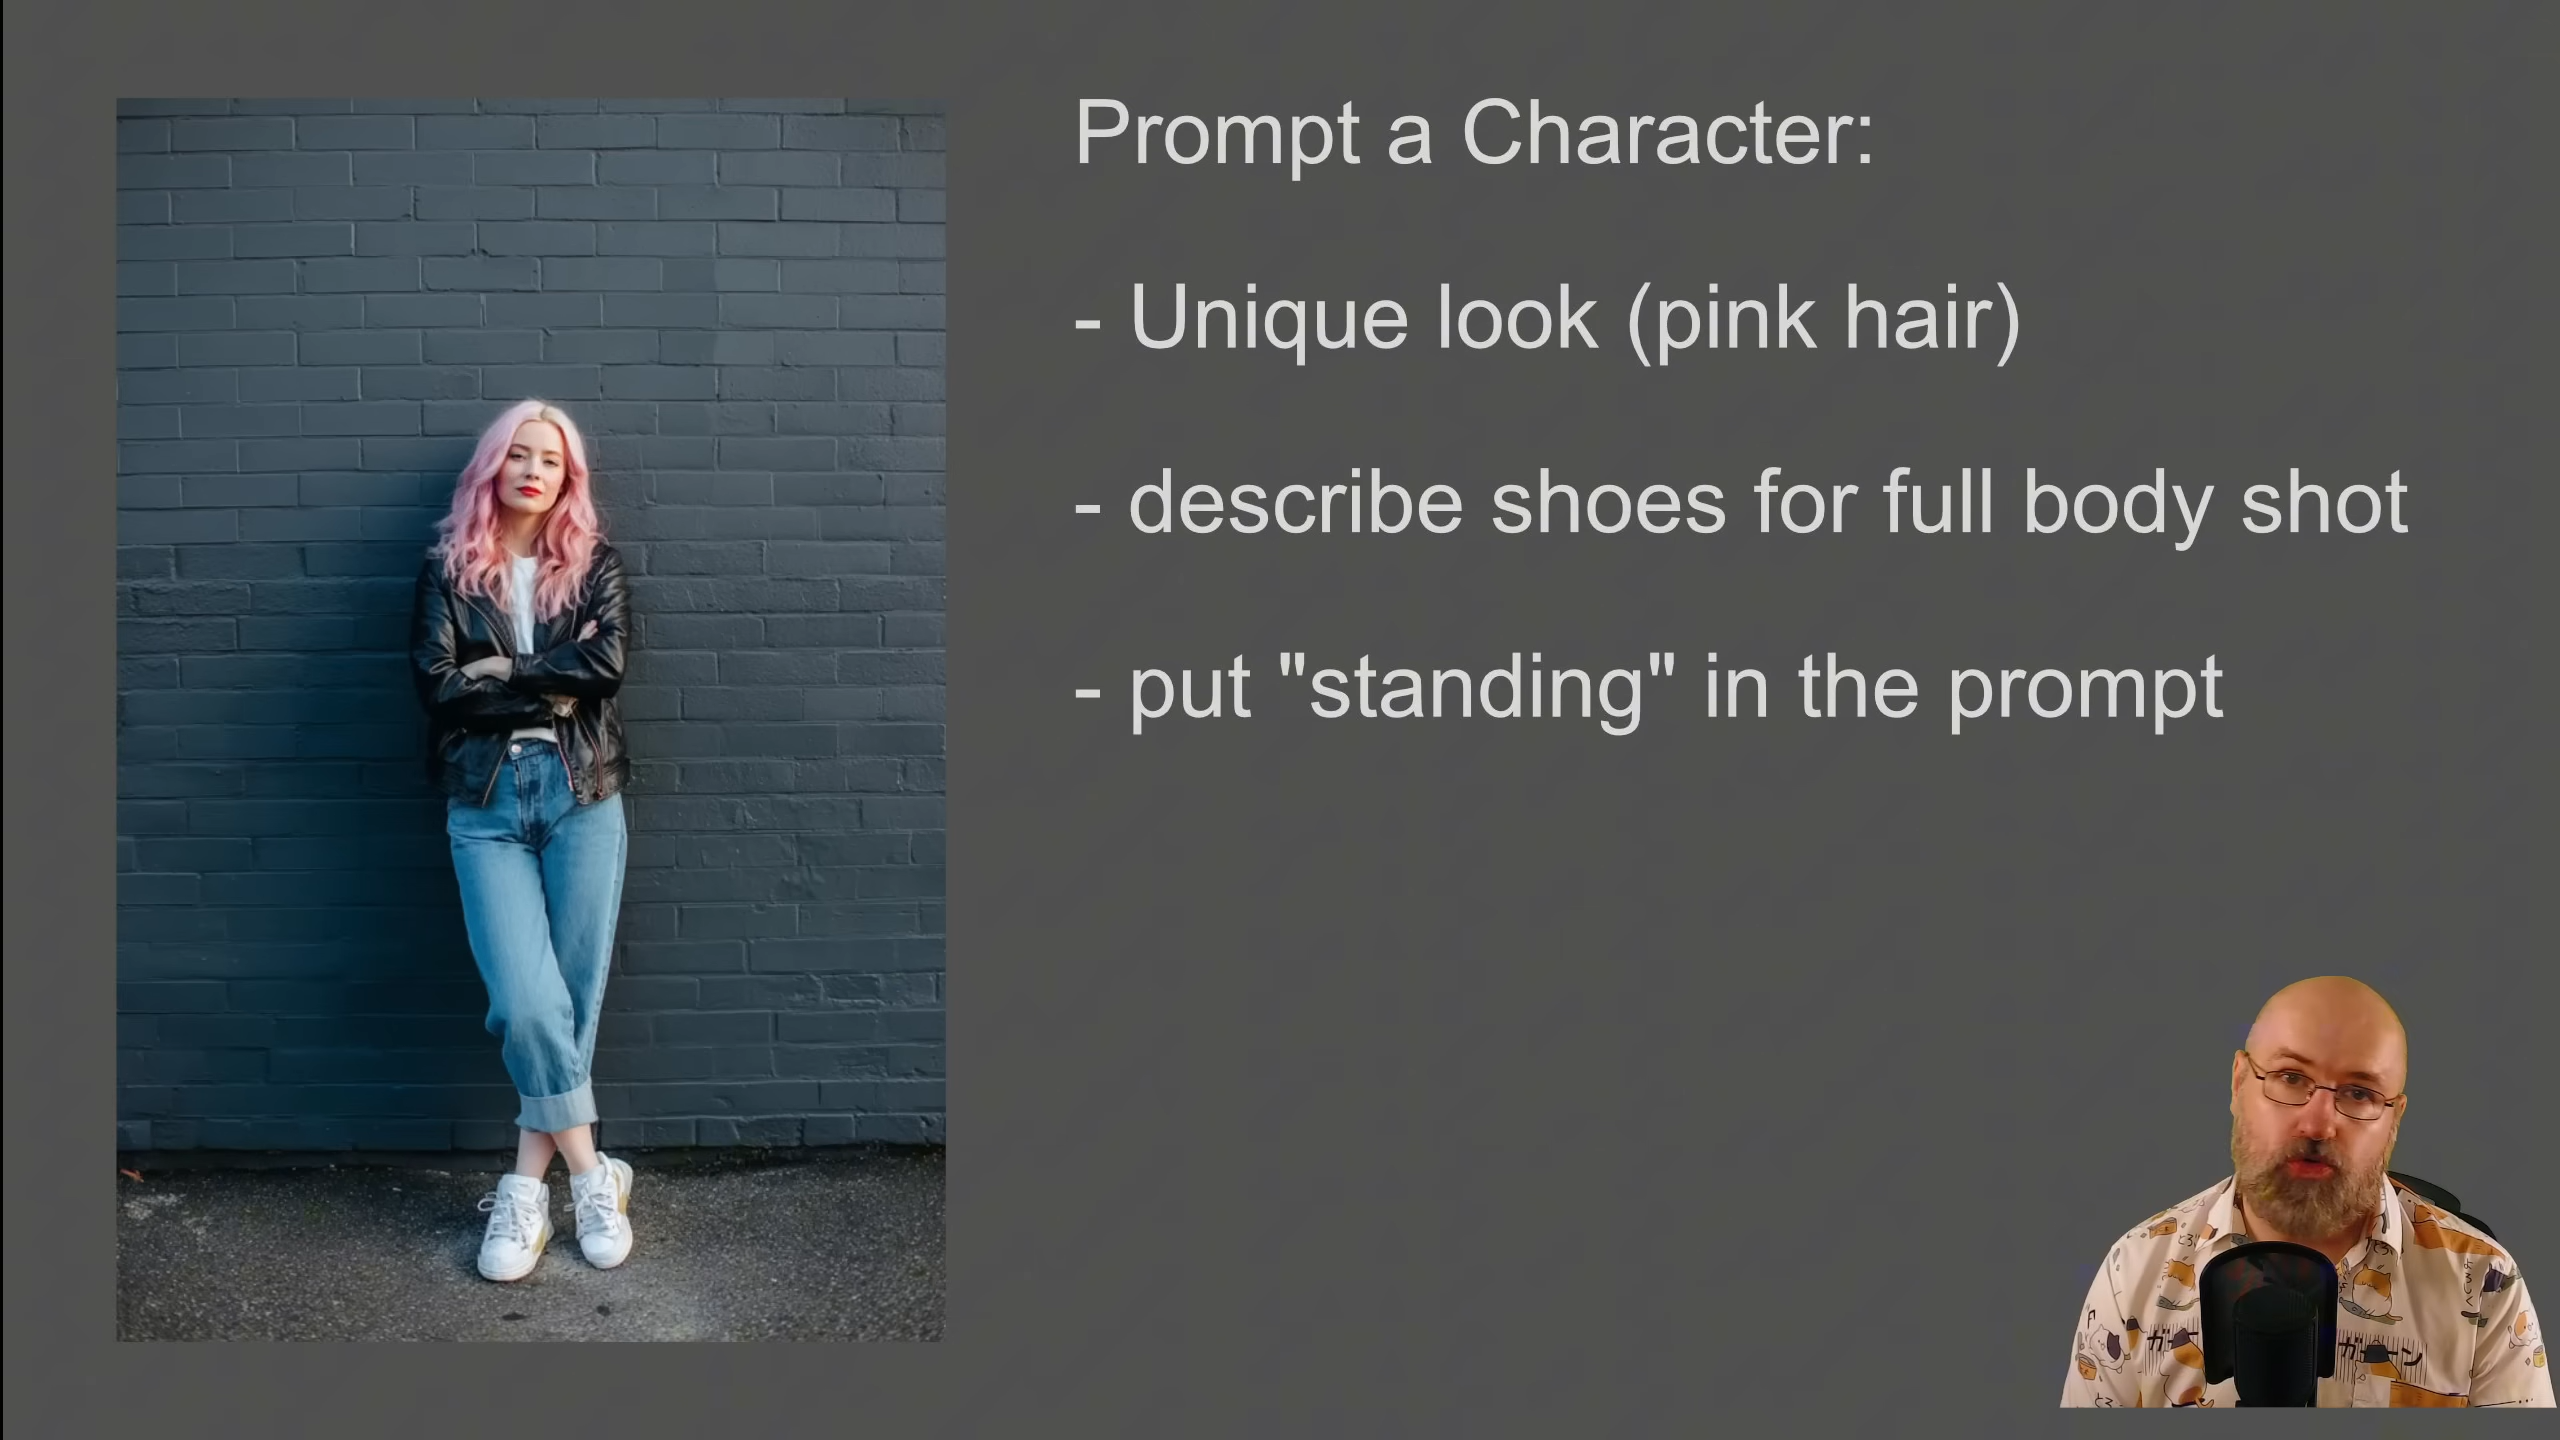 Prompt a Character:
- Unique look (pink hair)
- describe shoes for full body shot
- put "standing" in the prompt